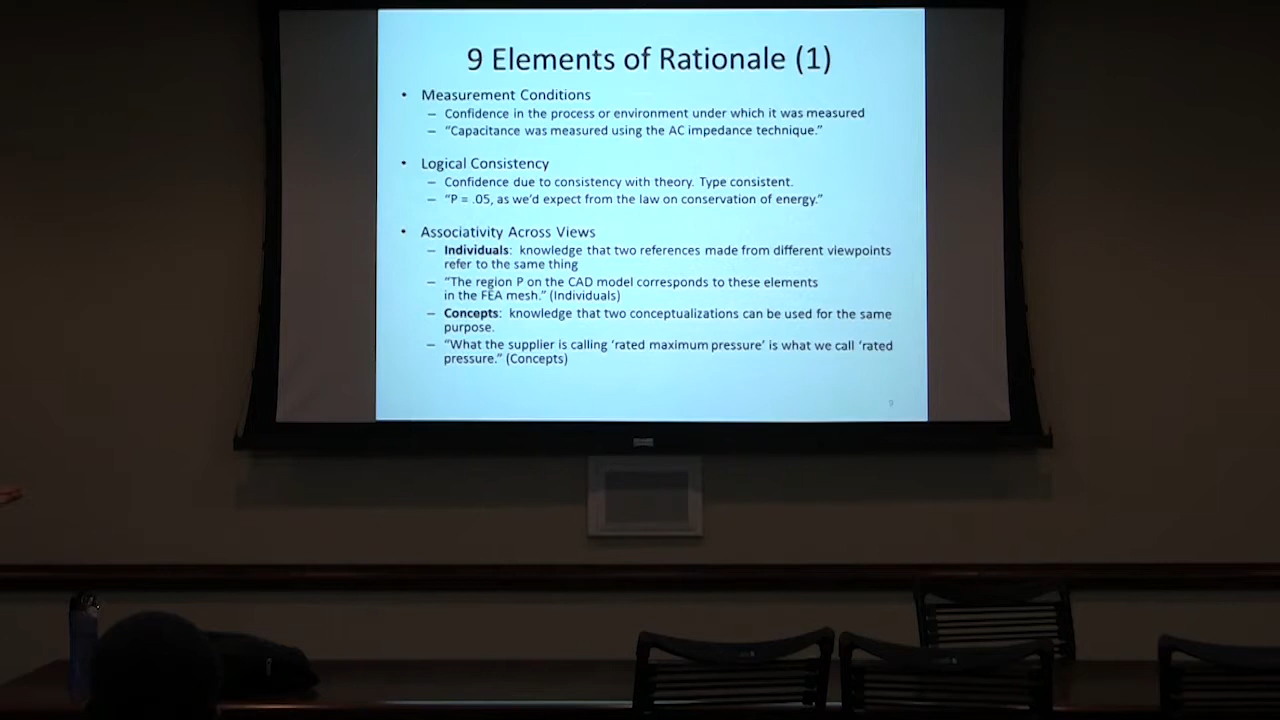 9 Elements of Rationale (1)
• Measurement Conditions
– Confidence in the process or environment under which it was measured
– “Capacitance was measured using the AC impedance technique.”
• Logical Consistency
– Confidence due to consistency with theory. Type consistent.
– “P = .05, as we’d expect from the law on conservation of energy.”
• Associativity Across Views
– Individuals: knowledge that two references made from different viewpoints
refer to the same thing
– “The region P on the CAD model corresponds to these elements
in the FEA mesh.” (Individuals)
– Concepts: knowledge that two conceptualizations can be used for the same
purpose.
– “What the supplier is calling ‘rated maximum pressure’ is what we call ‘rated
pressure.” (Concepts)
9